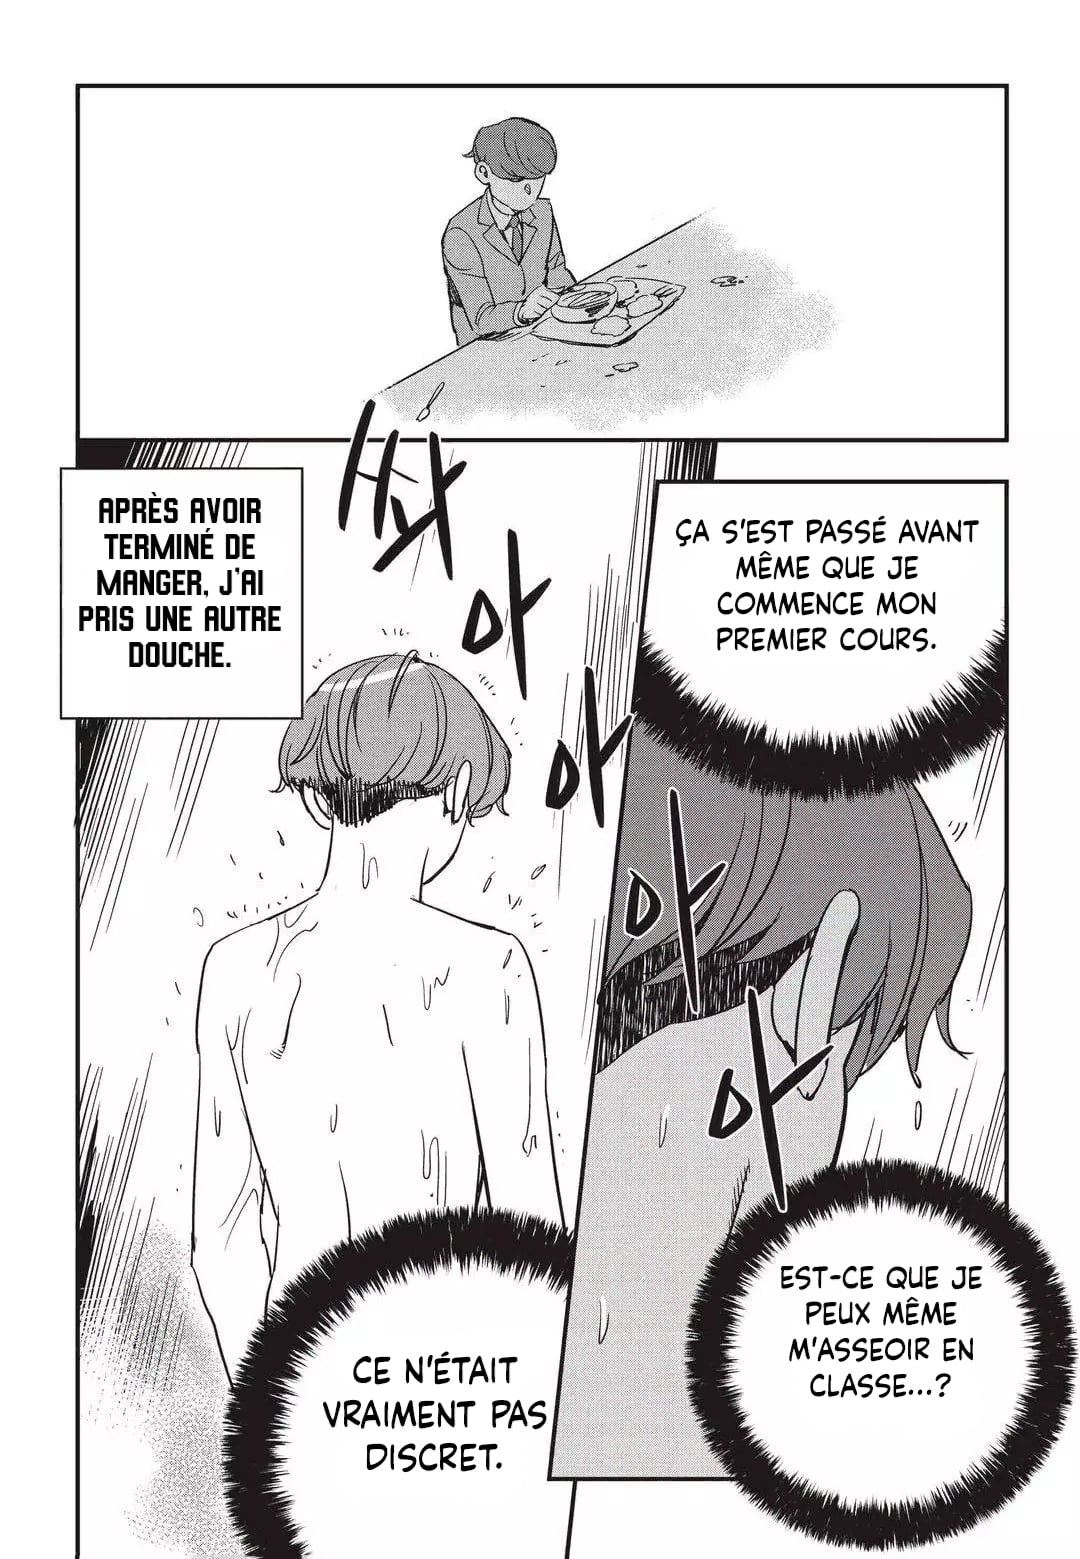 APRÈS AVOIR
TERMINÉ DE
MANGER, J'AI
PRIS UNE AUTRE
DOUCHE.
ÇA S'EST PASSÉ AVANT
MÊME QUE JE
COMMENCE MON
PREMIER COURS.
EST-CE QUE JE
PEUX MÊME
M'ASSEOIR EN
CLASSE...?
CE N'ÉTAIT
VRAIMENT PAS
DISCRET.
쏴
아
아
아
아